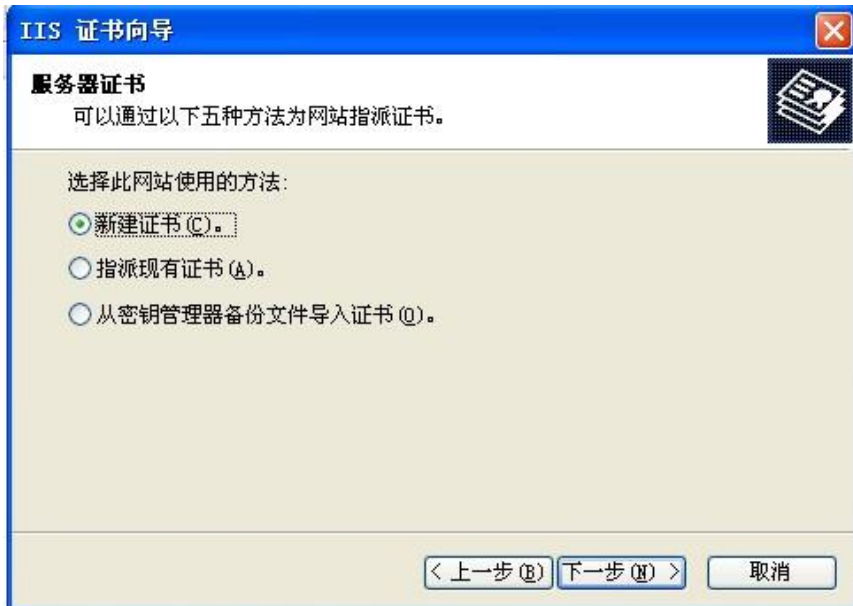 IIS 证书向导
服务器证书
可以通过以下五种方法为网站指派证书。
选择此网站使用的方法:
新建证书(C)。
指派现有证书(A)。
从密钥管理器备份文件导入证书(O)。
< 上一步(B) 下一步(N) > 取消